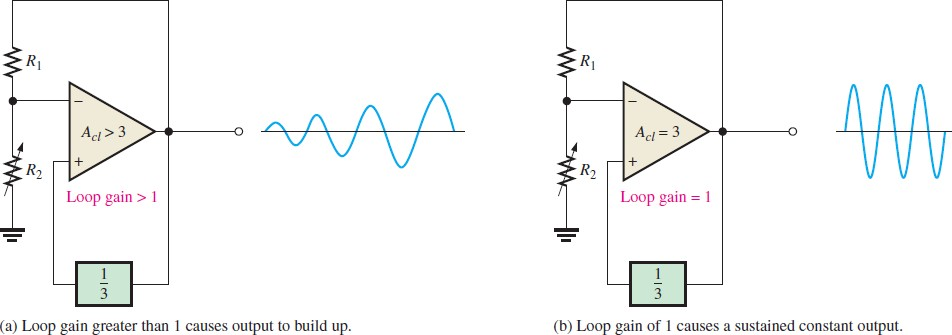 R1
−
Acl > 3
+
R2
Loop gain > 1
1
3
(a) Loop gain greater than 1 causes output to build up.
R1
−
Acl = 3
+
R2
Loop gain = 1
1
3
(b) Loop gain of 1 causes a sustained constant output.